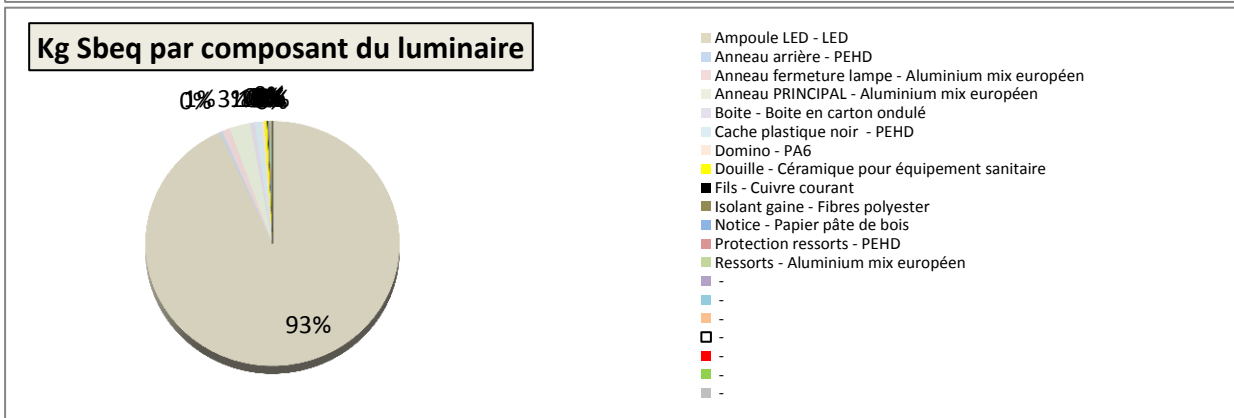 Kg Sbeq par composant du luminaire
0% 1% 3%
93%
Ampoule LED - LED
Anneau arrière - PEHD
Anneau fermeture lampe - Aluminium mix européen
Anneau PRINCIPAL - Aluminium mix européen
Boite - Boite en carton ondulé
Cache plastique noir - PEHD
Domino - PA6
Douille - Céramique pour équipement sanitaire
Fils - Cuivre courant
Isolant gaine - Fibres polyester
Notice - Papier pâte de bois
Protection ressorts - PEHD
Ressorts - Aluminium mix européen
-
-
-
-
-
-
-